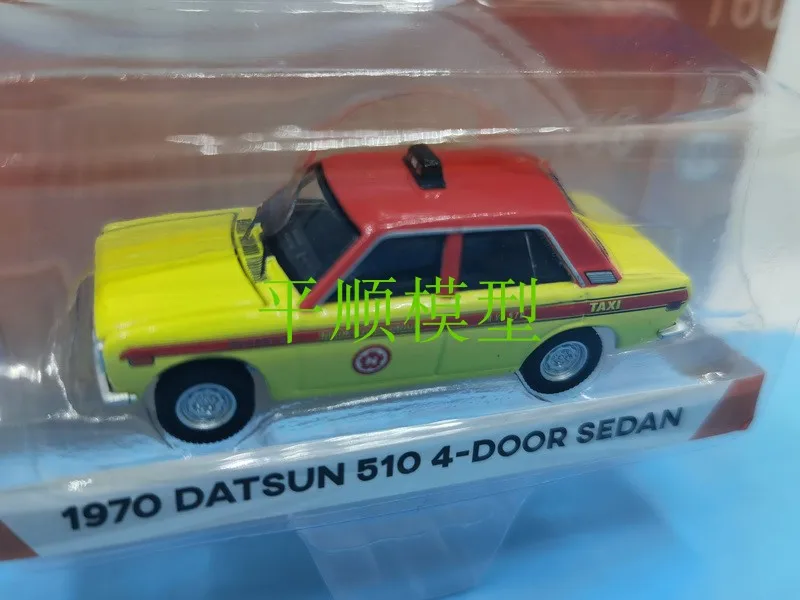 平顺模型
TAXI
1970 DATSUN 510 4-DOOR SEDAN